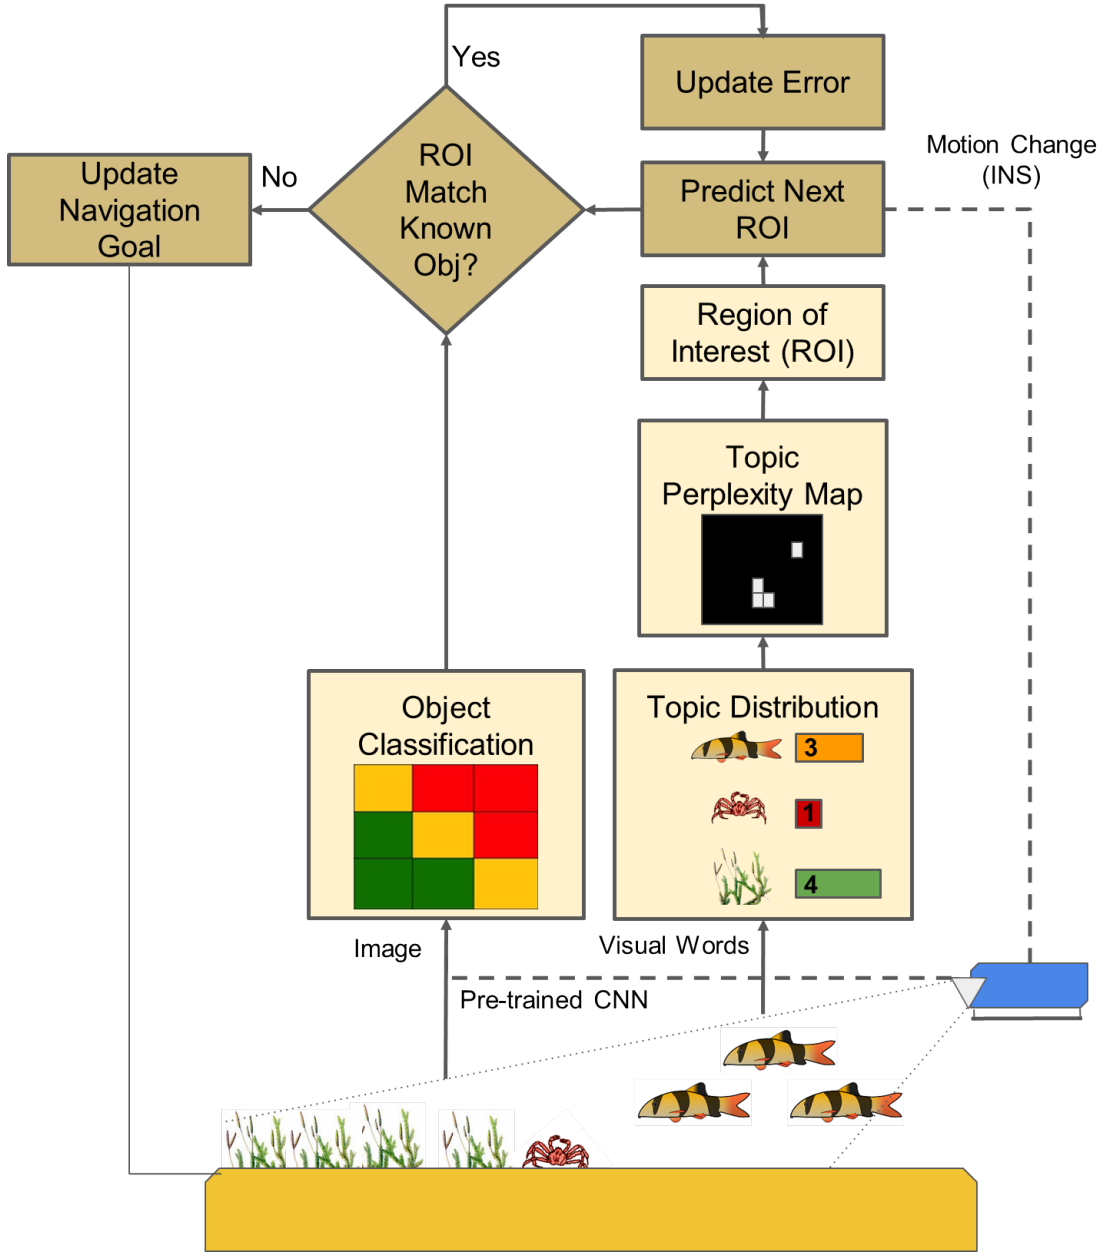 Yes
Update Error
Motion Change
(INS)
Update
Navigation
Goal
No
ROI
Match
Known
Obj?
Predict Next
ROI
Region of
Interest (ROI)
Topic
Perplexity Map
Object
Classification
Topic Distribution
3
1
4
Image
Visual Words
Pre-trained CNN